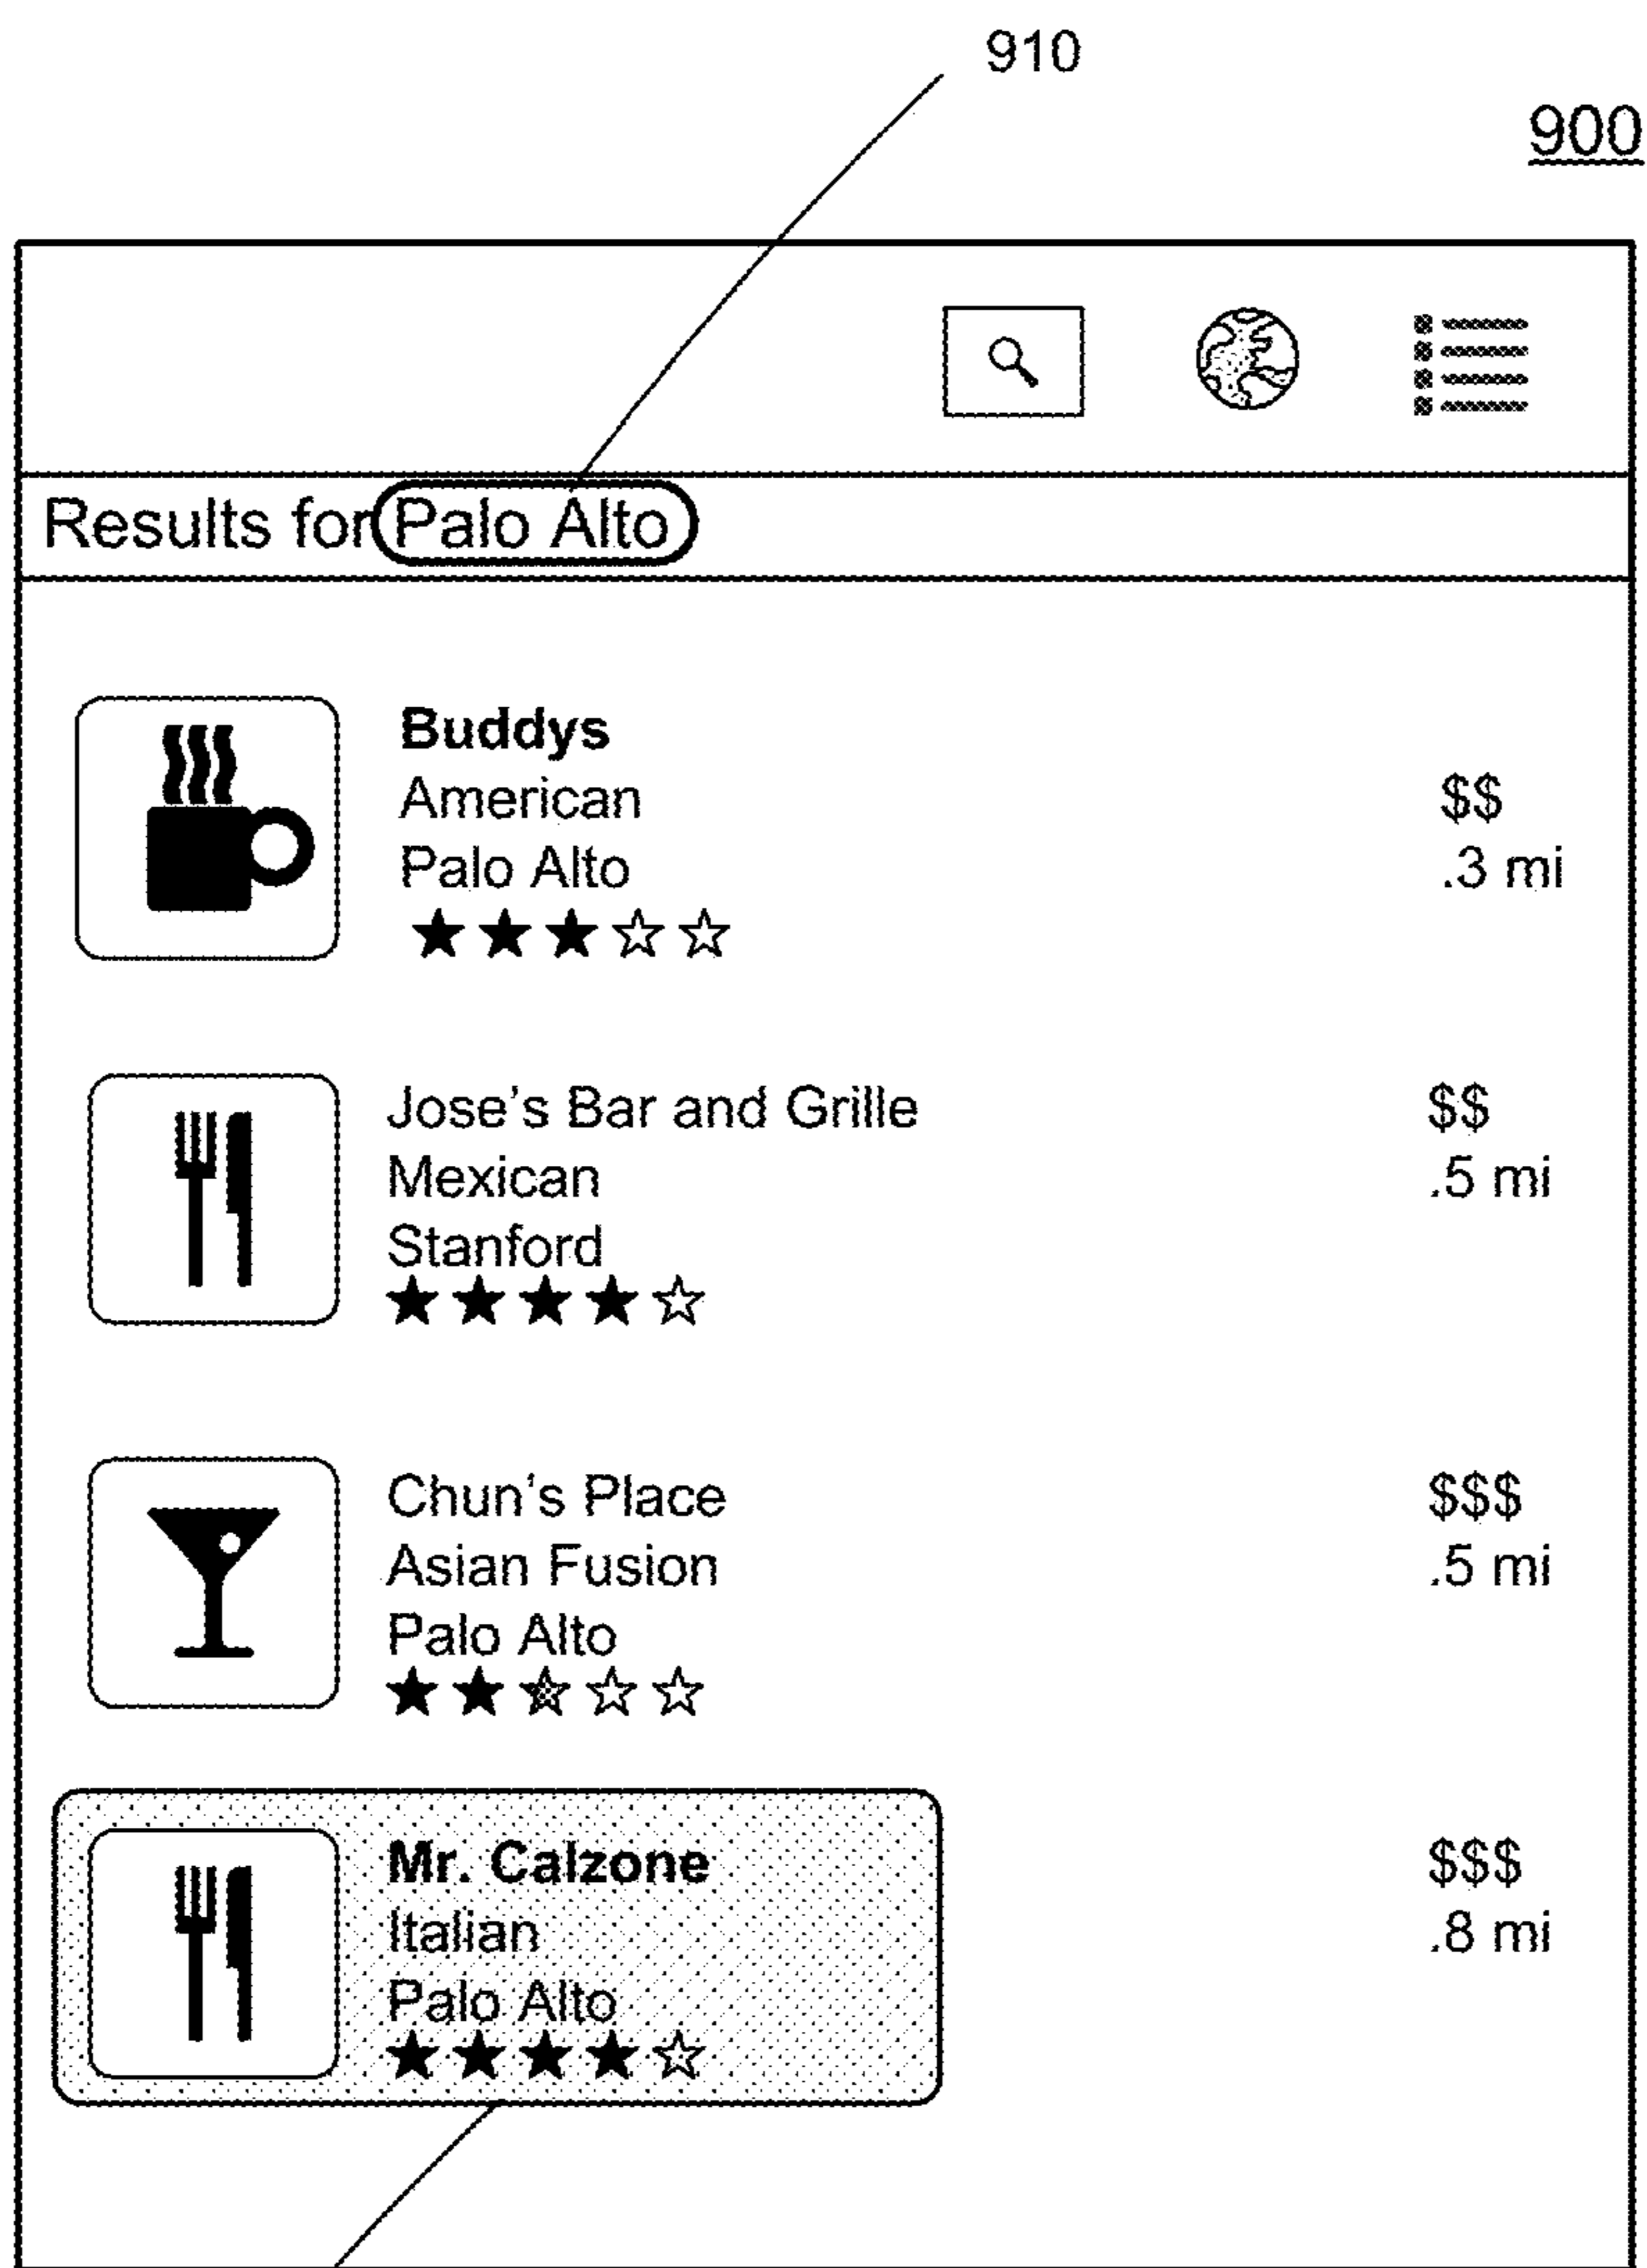 910
900
Results for Palo Alto
Buddys
American
$$
Palo Alto
.3 mi
Jose's Bar and Grille
$$
Mexican
.5 mi
Stanford
Chun's Place
$$$
Asian Fusion
.5 mi
Palo Alto
Mr. Calzone
$$$
Italian
.8 mi
Palo Alto